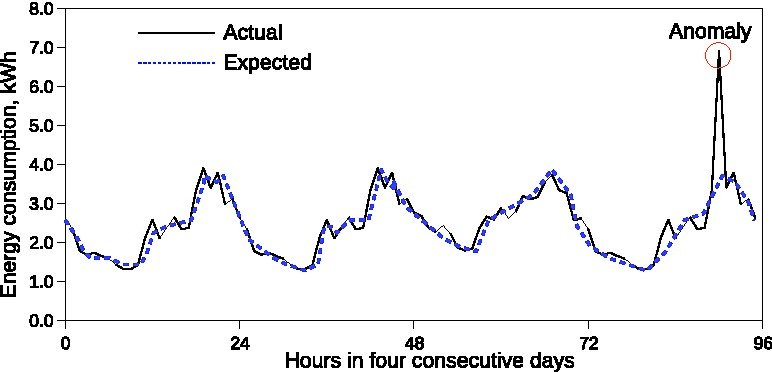 8.0
7.0
6.0
5.0
4.0
3.0
2.0
1.0
0.0
Energy consumption, kWh
Actual
Expected
Anomaly
0 24 48 72 96
Hours in four consecutive days